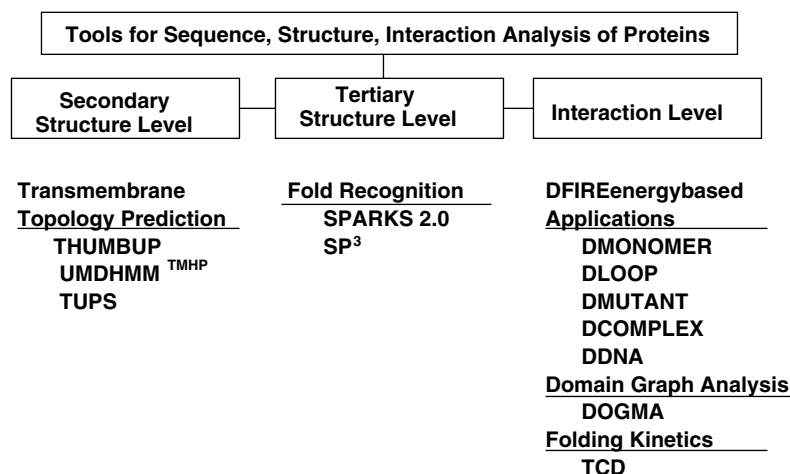 Tools for Sequence, Structure, Interaction Analysis of Proteins
Secondary
Structure Level
Tertiary
Structure Level
Interaction Level
Transmembrane
Topology Prediction
THUMBUP
UMDHMM TMHP
TUPS
Fold Recognition
SPARKS 2.0
SP3
DFIREenergybased
Applications
DMONOMER
DLOOP
DMUTANT
DCOMPLEX
DDNA
Domain Graph Analysis
DOGMA
Folding Kinetics
TCD